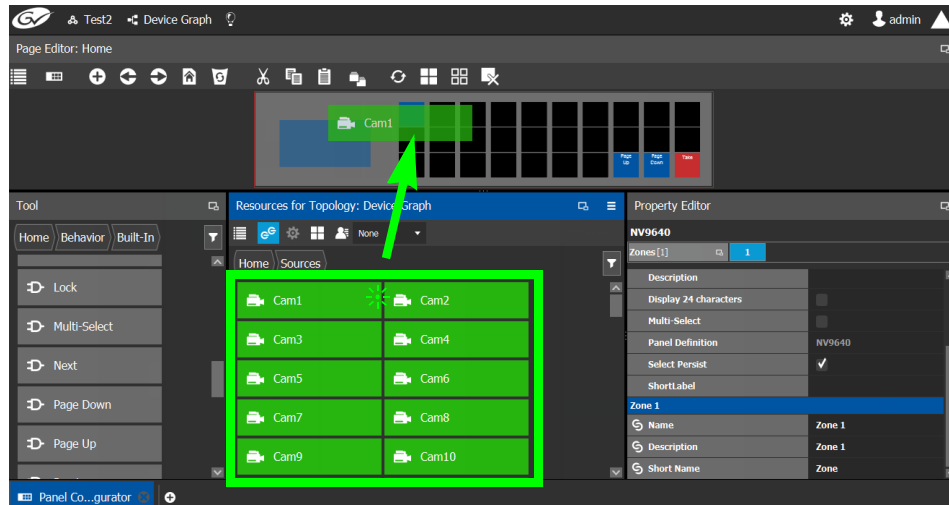 GV Test2 Device Graph admin
Page Editor: Home
Cam1
Page Up Page Down Take
Tool
Home Behavior Built-In
Lock
Multi-Select
Next
Page Down
Page Up
Resources for Topology: Device Graph
None
Home Sources
Cam1 Cam2
Cam3 Cam4
Cam5 Cam6
Cam7 Cam8
Cam9 Cam10
Property Editor
NV9640
Zones [1] 1
Description
Display 24 characters
Multi-Select
Panel Definition NV9640
Select Persist
ShortLabel
Zone 1
Name Zone 1
Description Zone 1
Short Name Zone
Panel Co...gurator